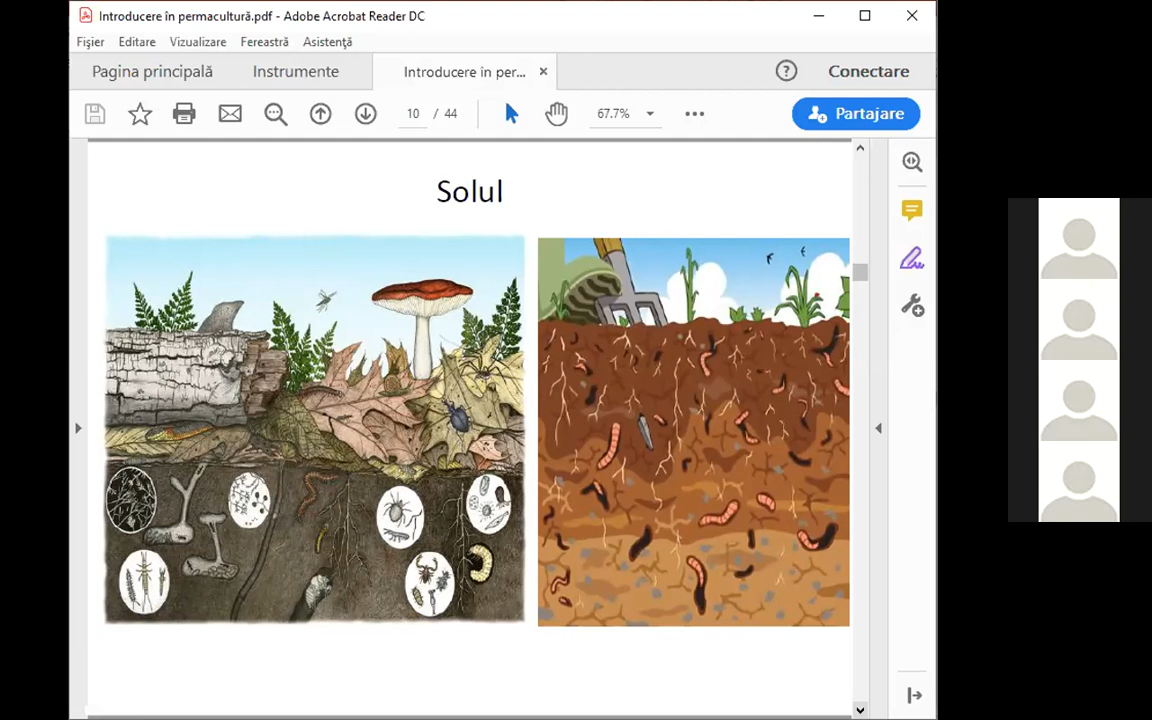 Introducere în permacultură.pdf - Adobe Acrobat Reader DC
Fișier Editare Vizualizare Fereastră Asistență
Pagina principală Instrumente Introducere în per... Conectare
10 / 44 67.7% Partajare
Solul